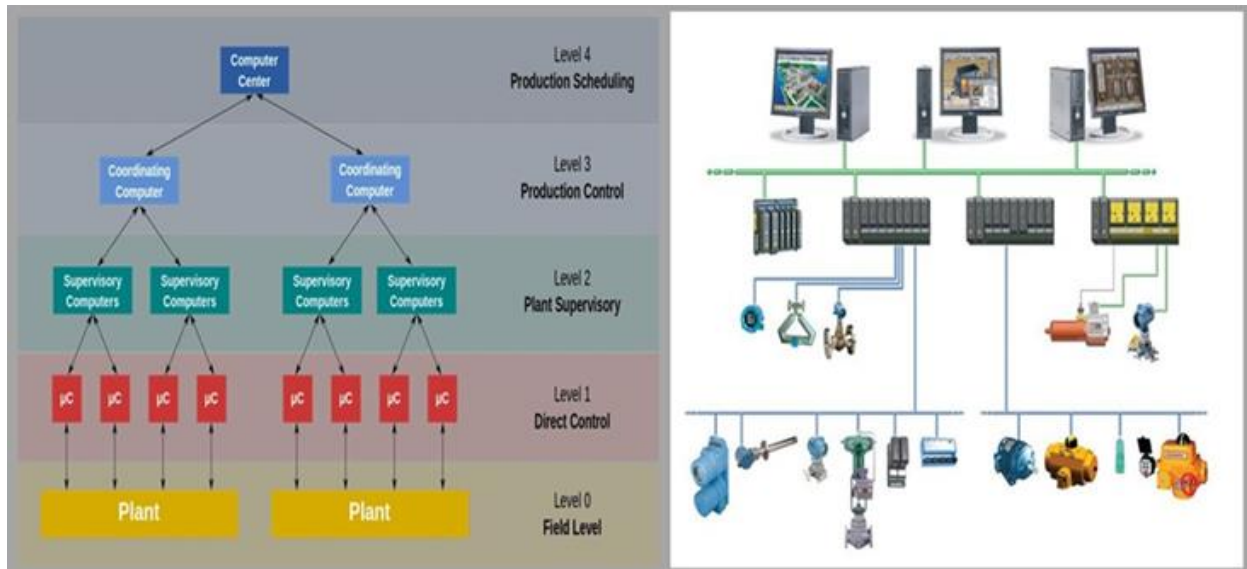 Computer
Center
Level 4
Production Scheduling
Coordinating
Computer
Coordinating
Computer
Level 3
Production Control
Supervisory
Computers
Supervisory
Computers
Supervisory
Computers
Supervisory
Computers
Level 2
Plant Supervisory
µC
µC
µC
µC
µC
µC
µC
µC
Level 1
Direct Control
Plant
Plant
Level 0
Field Level